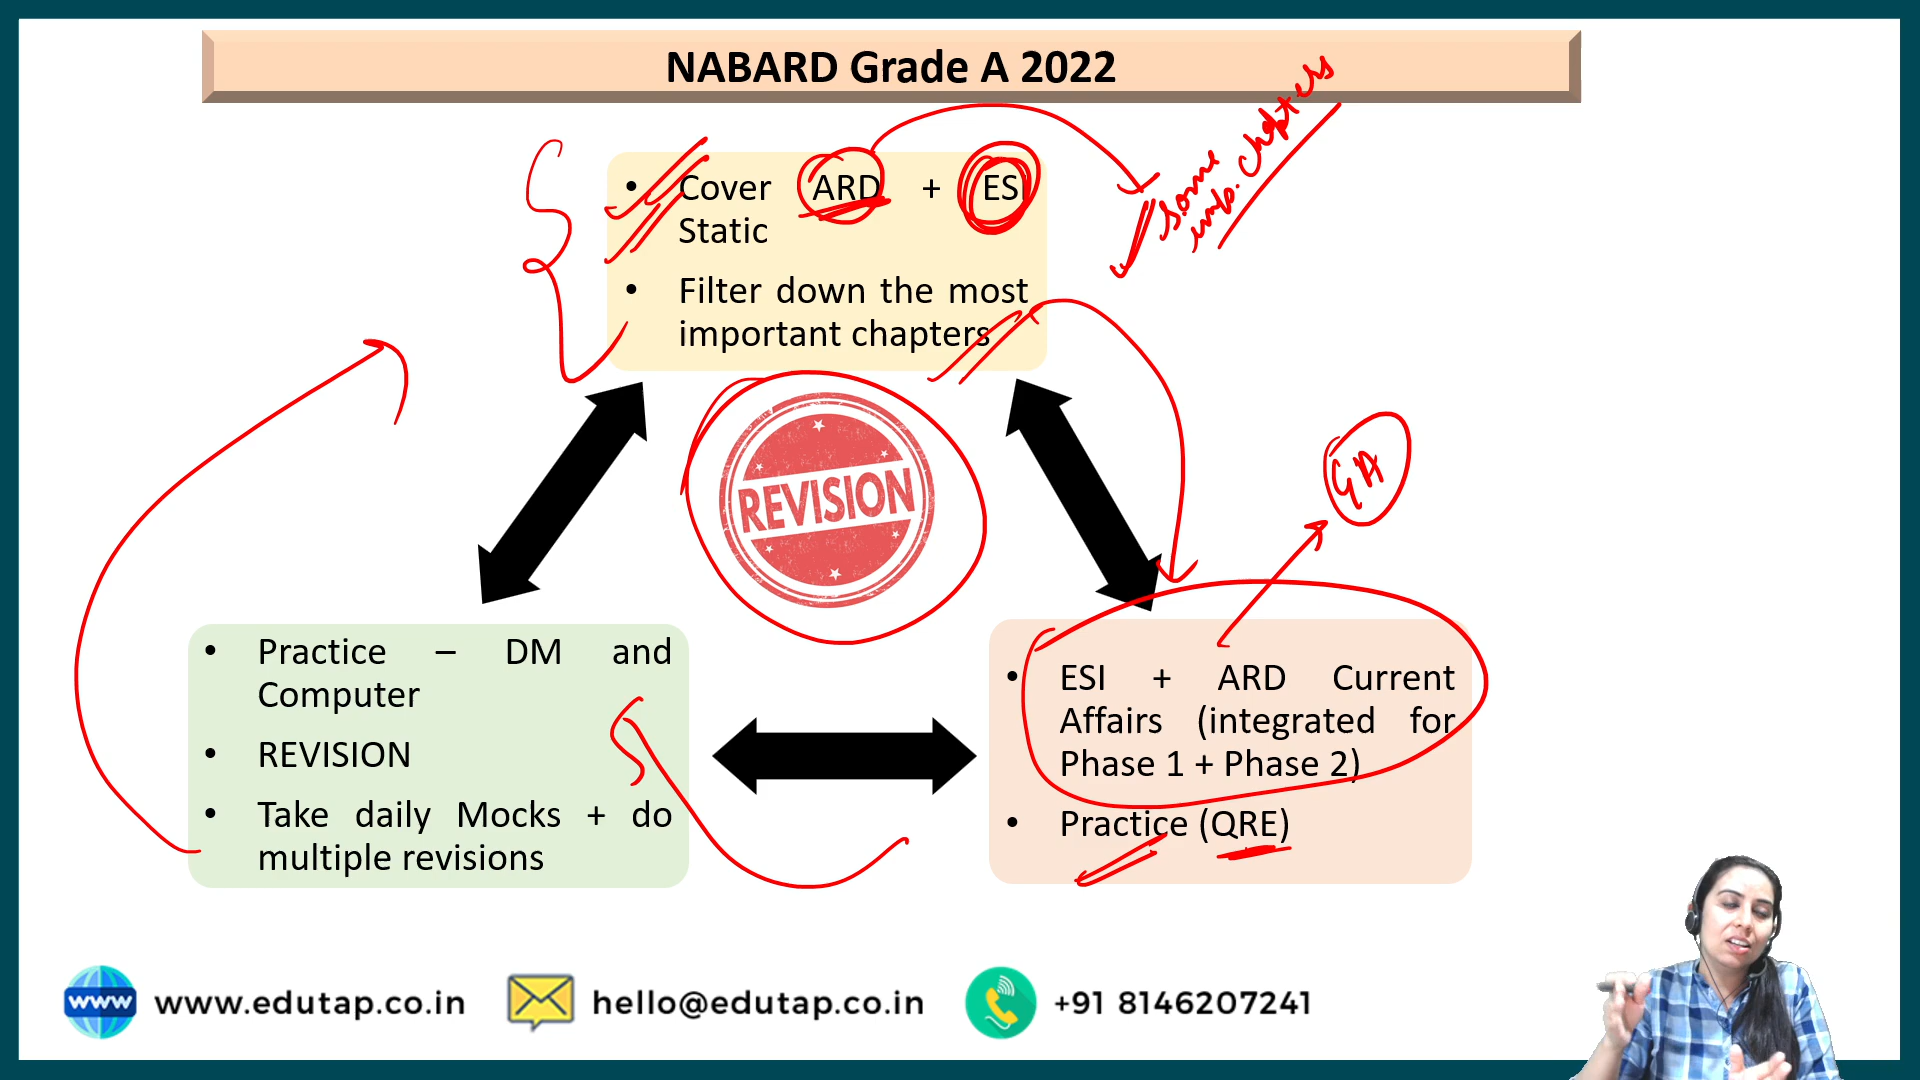 NABARD Grade A 2022
• Cover ARD + ESI
Static
• Filter down the most
important chapters
Some
imp. chapters
REVISION
GA
• Practice – DM and
Computer
• REVISION
• Take daily Mocks + do
multiple revisions
• ESI + ARD Current
Affairs (integrated for
Phase 1 + Phase 2)
• Practice (QRE)
www www.edutap.co.in
hello@edutap.co.in
+91 8146207241